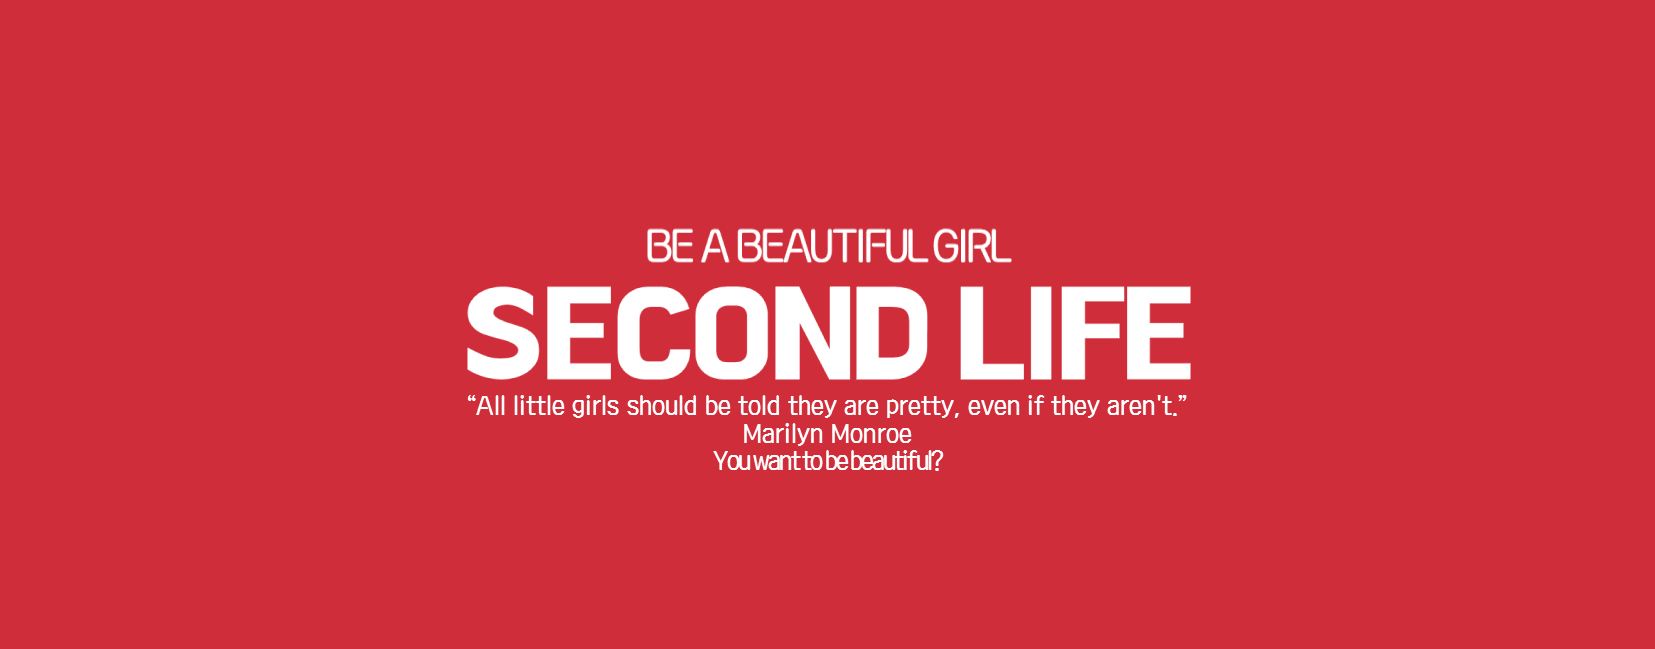 BE A BEAUTIFUL GIRL
SECOND LIFE
“All little girls should be told they are pretty, even if they aren't.”
Marilyn Monroe
You want to be beautiful?